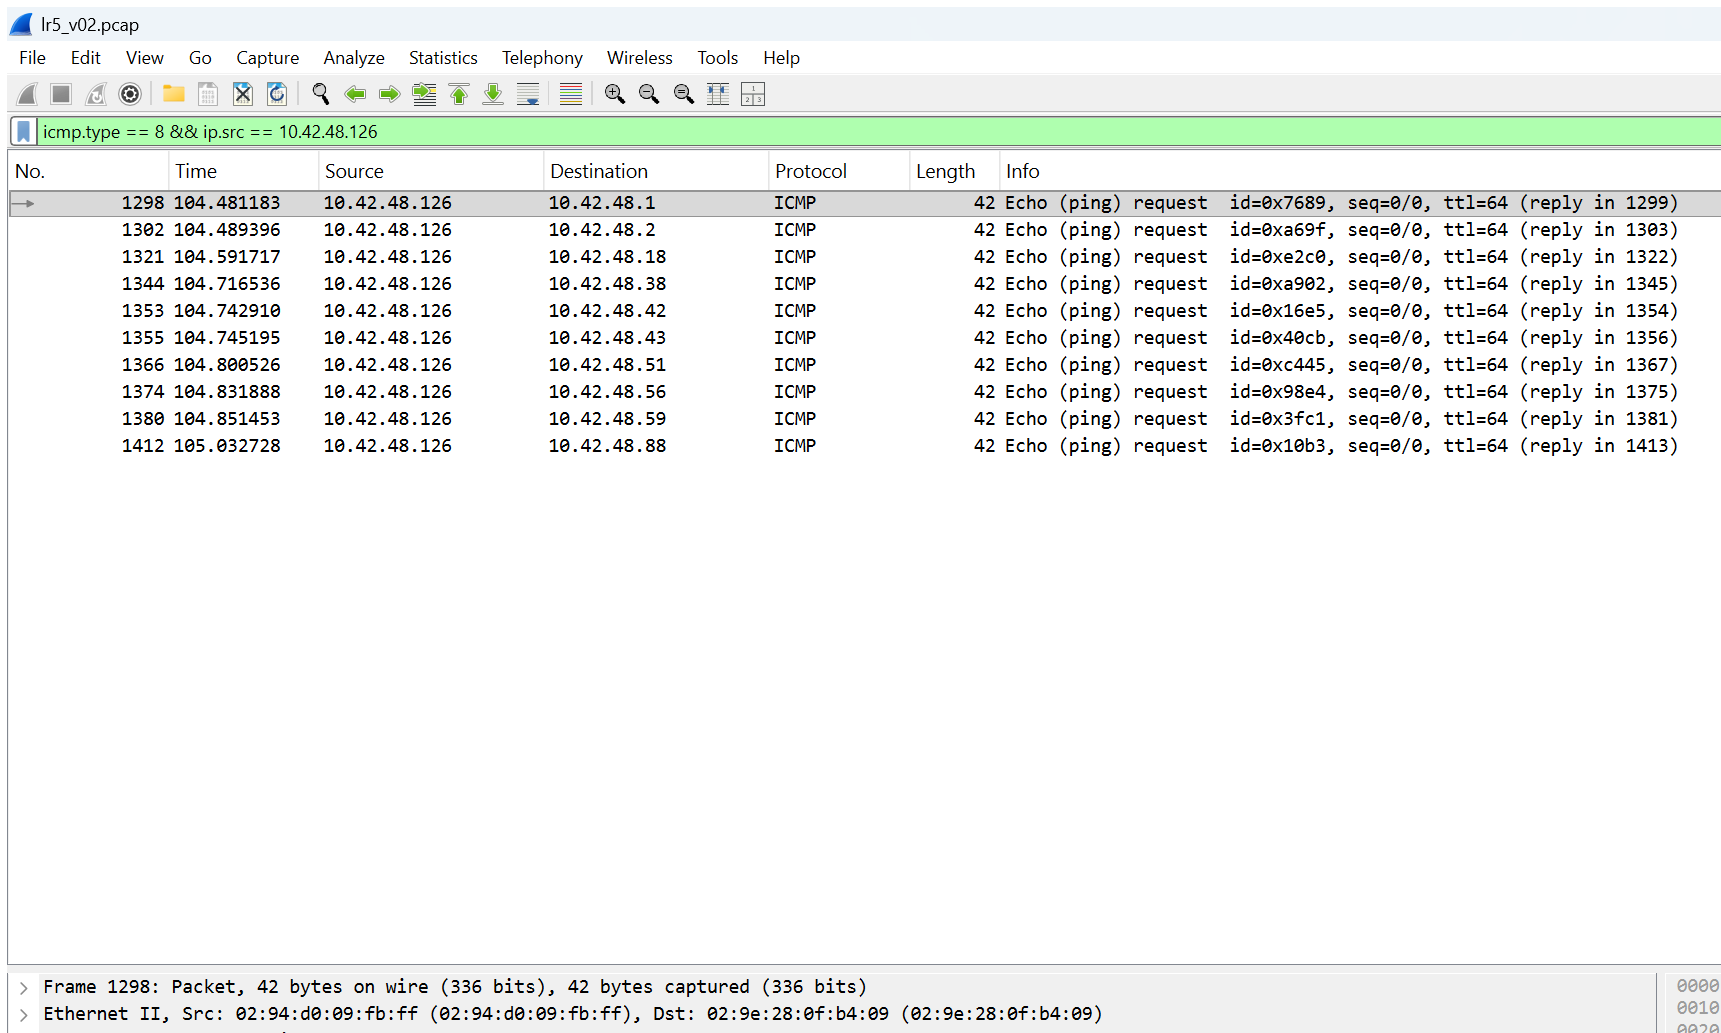 lr5_v02.pcap
File Edit View Go Capture Analyze Statistics Telephony Wireless Tools Help
icmp.type == 8 && ip.src == 10.42.48.126
No. Time Source Destination Protocol Length Info
1298 104.481183 10.42.48.126 10.42.48.1 ICMP 42 Echo (ping) request id=0x7689, seq=0/0, ttl=64 (reply in 1299)
1302 104.489396 10.42.48.126 10.42.48.2 ICMP 42 Echo (ping) request id=0xa69f, seq=0/0, ttl=64 (reply in 1303)
1321 104.591717 10.42.48.126 10.42.48.18 ICMP 42 Echo (ping) request id=0xe2c0, seq=0/0, ttl=64 (reply in 1322)
1344 104.716536 10.42.48.126 10.42.48.38 ICMP 42 Echo (ping) request id=0xa902, seq=0/0, ttl=64 (reply in 1345)
1353 104.742910 10.42.48.126 10.42.48.42 ICMP 42 Echo (ping) request id=0x16e5, seq=0/0, ttl=64 (reply in 1354)
1355 104.745195 10.42.48.126 10.42.48.43 ICMP 42 Echo (ping) request id=0x40cb, seq=0/0, ttl=64 (reply in 1356)
1366 104.800526 10.42.48.126 10.42.48.51 ICMP 42 Echo (ping) request id=0xc445, seq=0/0, ttl=64 (reply in 1367)
1374 104.831888 10.42.48.126 10.42.48.56 ICMP 42 Echo (ping) request id=0x98e4, seq=0/0, ttl=64 (reply in 1375)
1380 104.851453 10.42.48.126 10.42.48.59 ICMP 42 Echo (ping) request id=0x3fc1, seq=0/0, ttl=64 (reply in 1381)
1412 105.032728 10.42.48.126 10.42.48.88 ICMP 42 Echo (ping) request id=0x10b3, seq=0/0, ttl=64 (reply in 1413)
Frame 1298: Packet, 42 bytes on wire (336 bits), 42 bytes captured (336 bits)
Ethernet II, Src: 02:94:d0:09:fb:ff (02:94:d0:09:fb:ff), Dst: 02:9e:28:0f:b4:09 (02:9e:28:0f:b4:09)
0000
0010
0020